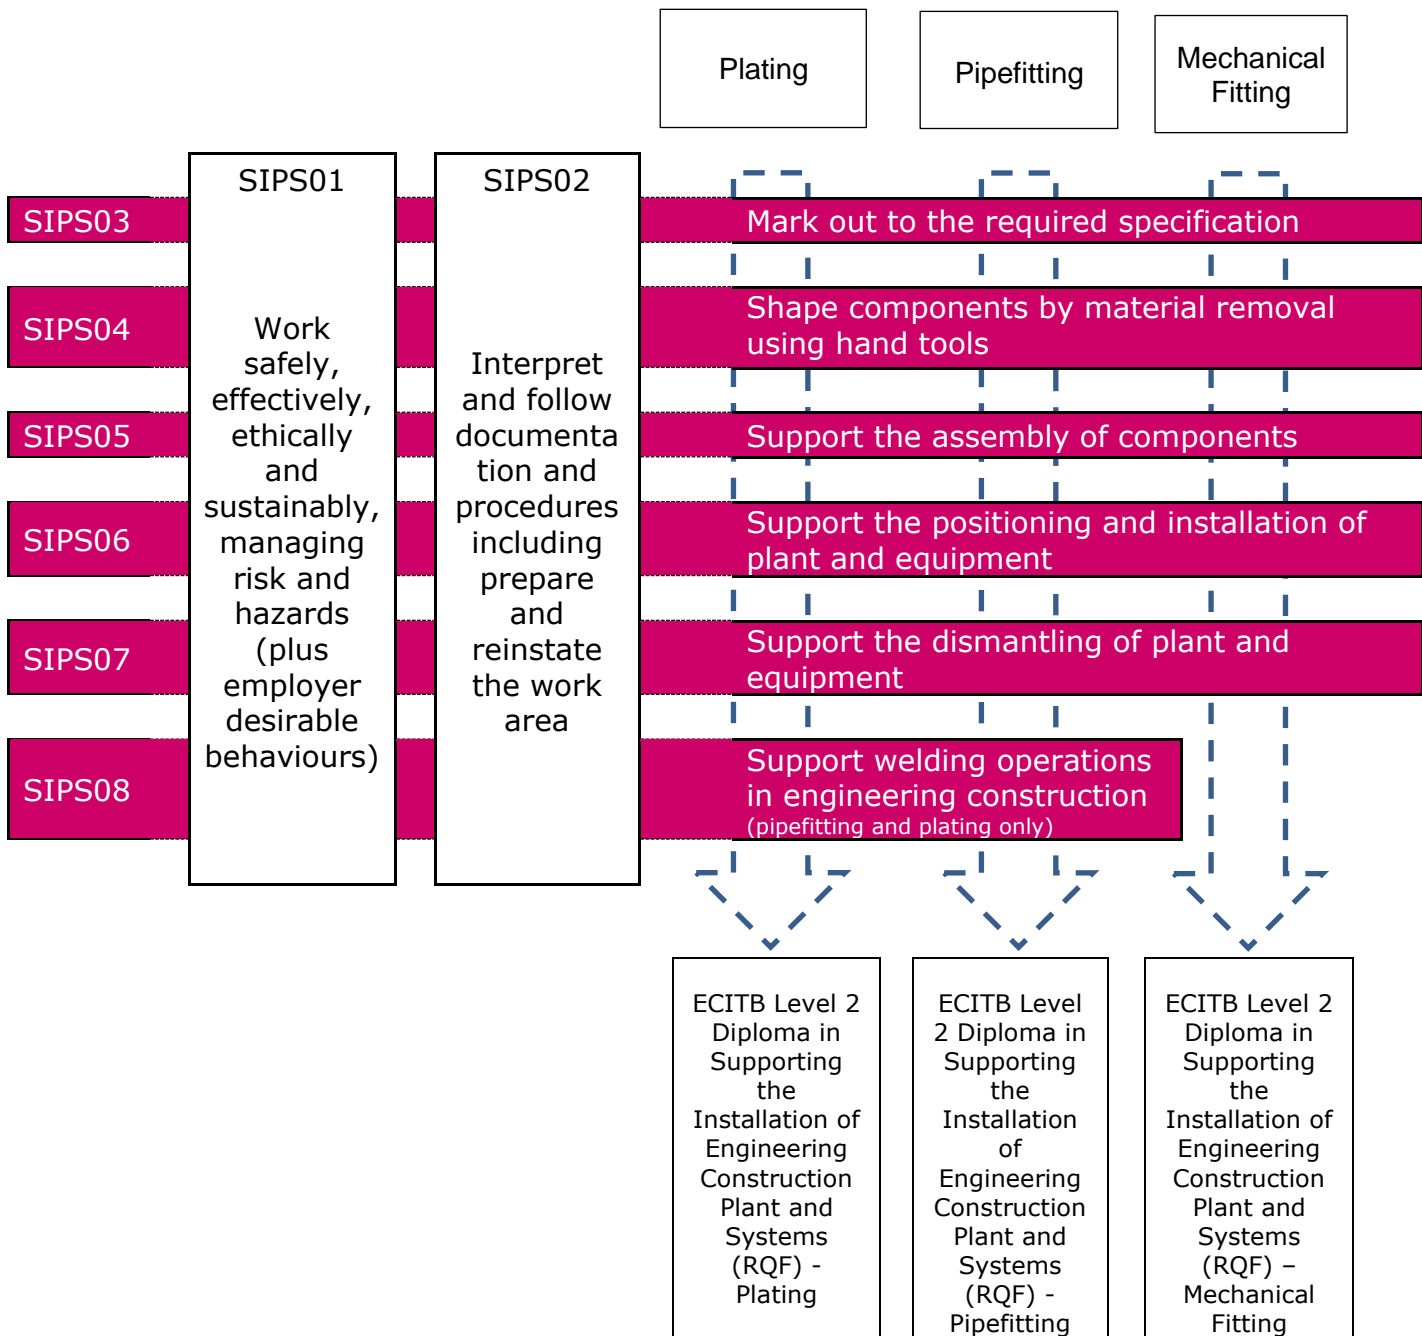 Plating
Pipefitting
Mechanical
Fitting
SIPS01
Work
safely,
effectively,
ethically
and
sustainably,
managing
risk and
hazards
(plus
employer
desirable
behaviours)
SIPS02
Interpret
and follow
documenta
tion and
procedures
including
prepare
and
reinstate
the work
area
SIPS03
Mark out to the required specification
SIPS04
Shape components by material removal
using hand tools
SIPS05
Support the assembly of components
SIPS06
Support the positioning and installation of
plant and equipment
SIPS07
Support the dismantling of plant and
equipment
SIPS08
Support welding operations
in engineering construction
(pipefitting and plating only)
ECITB Level 2
Diploma in
Supporting
the
Installation of
Engineering
Construction
Plant and
Systems
(RQF) -
Plating
ECITB Level
2 Diploma in
Supporting
the
Installation
of
Engineering
Construction
Plant and
Systems
(RQF) -
Pipefitting
ECITB Level 2
Diploma in
Supporting
the
Installation of
Engineering
Construction
Plant and
Systems
(RQF) –
Mechanical
Fitting